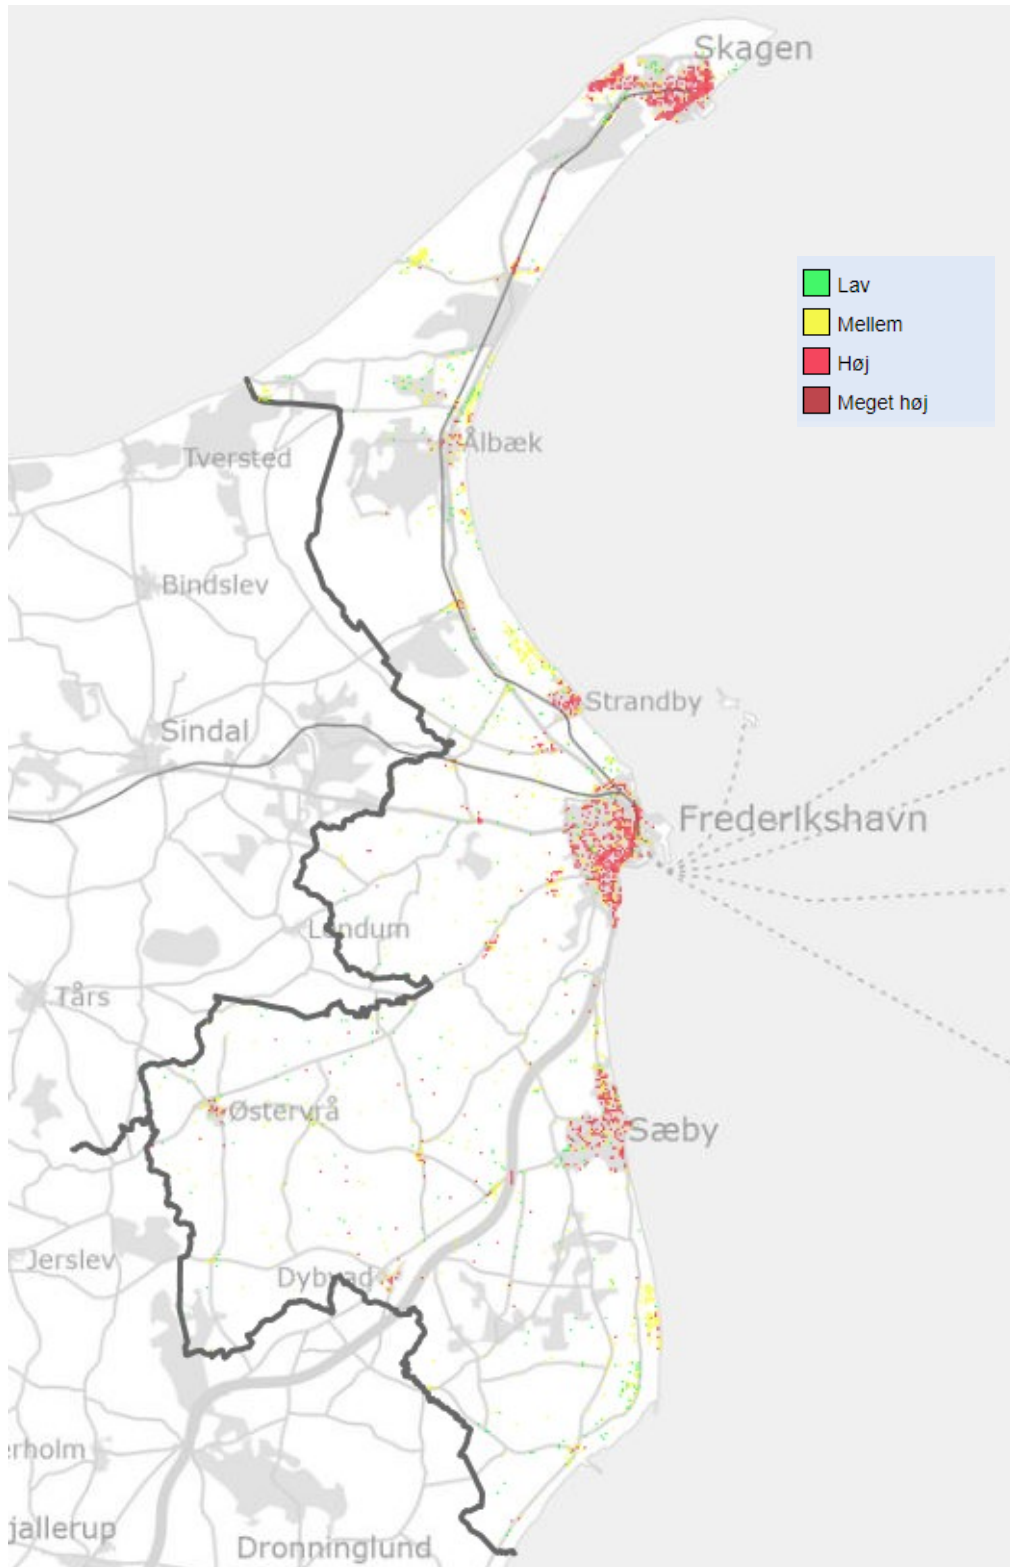 Skagen
Lav
Mellem
Høj
Meget høj
Ålbæk
Tversted
Bindslev
Strandby
Sindal
Frederikshavn
Lendum
Tårs
Østervrå
Sæby
Jerslev
Dybvad
erholm
jallerup
Dronninglund